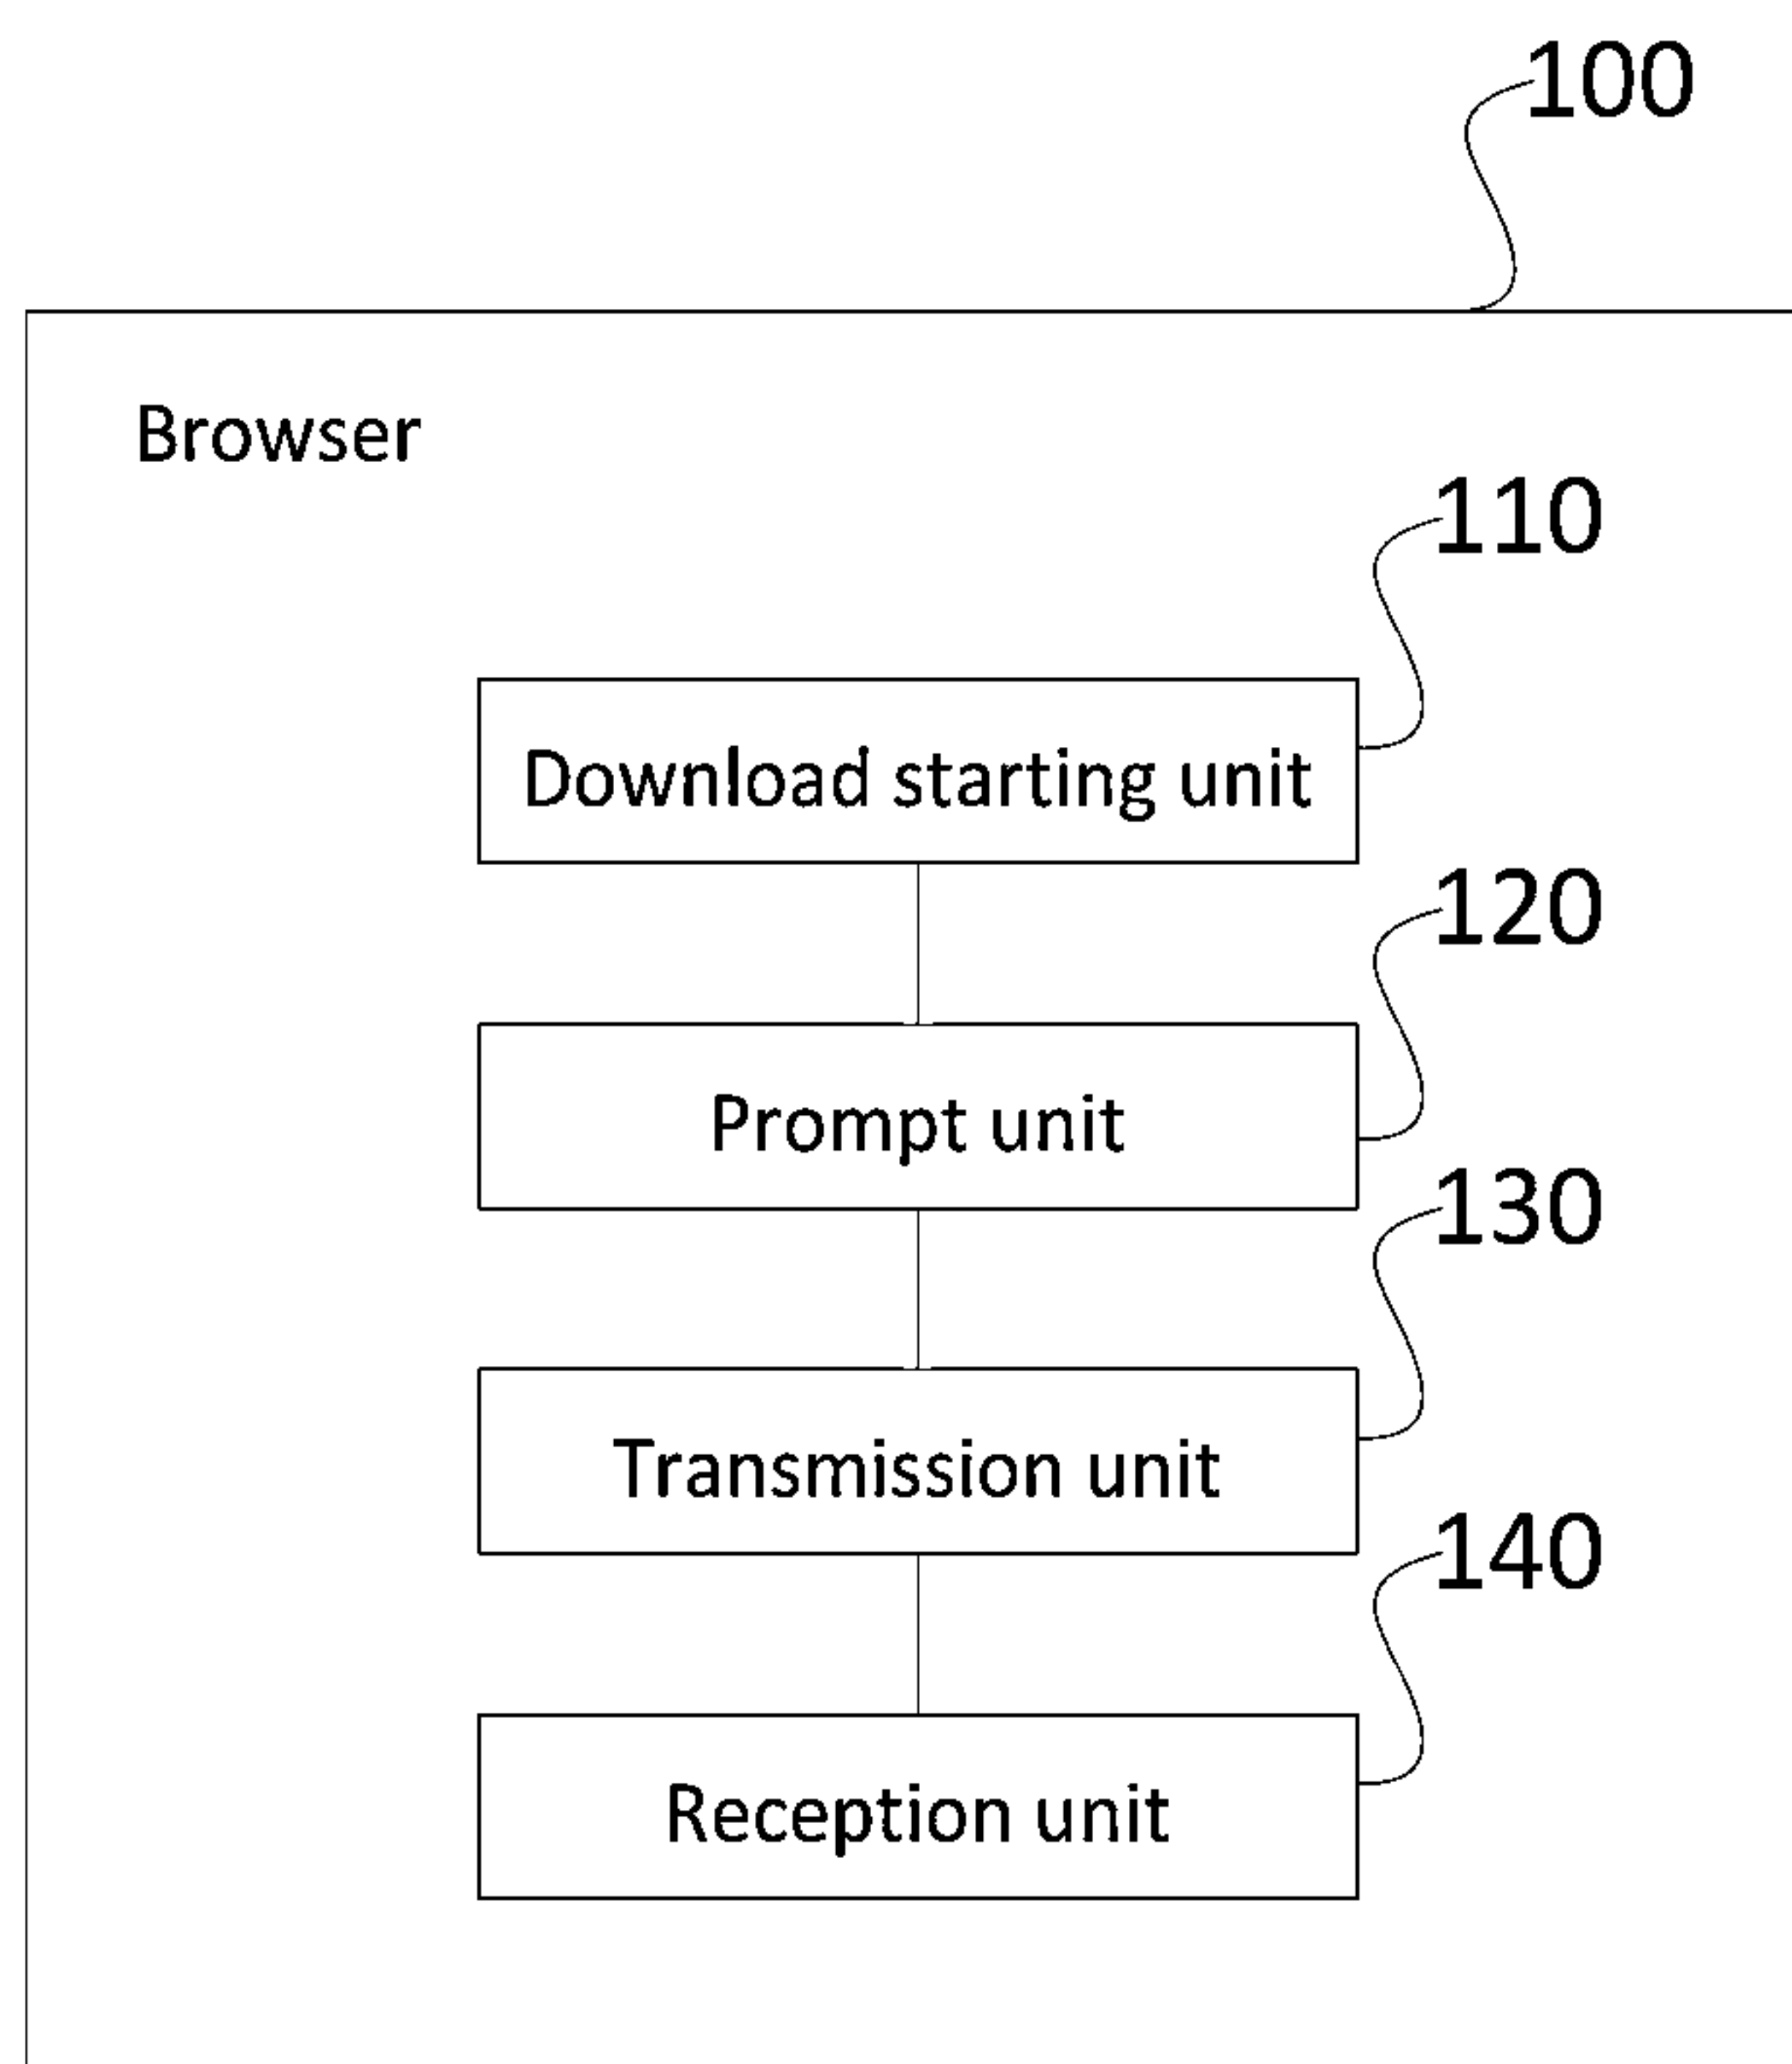 100
Browser
110
Download starting unit
120
Prompt unit
130
Transmission unit
140
Reception unit